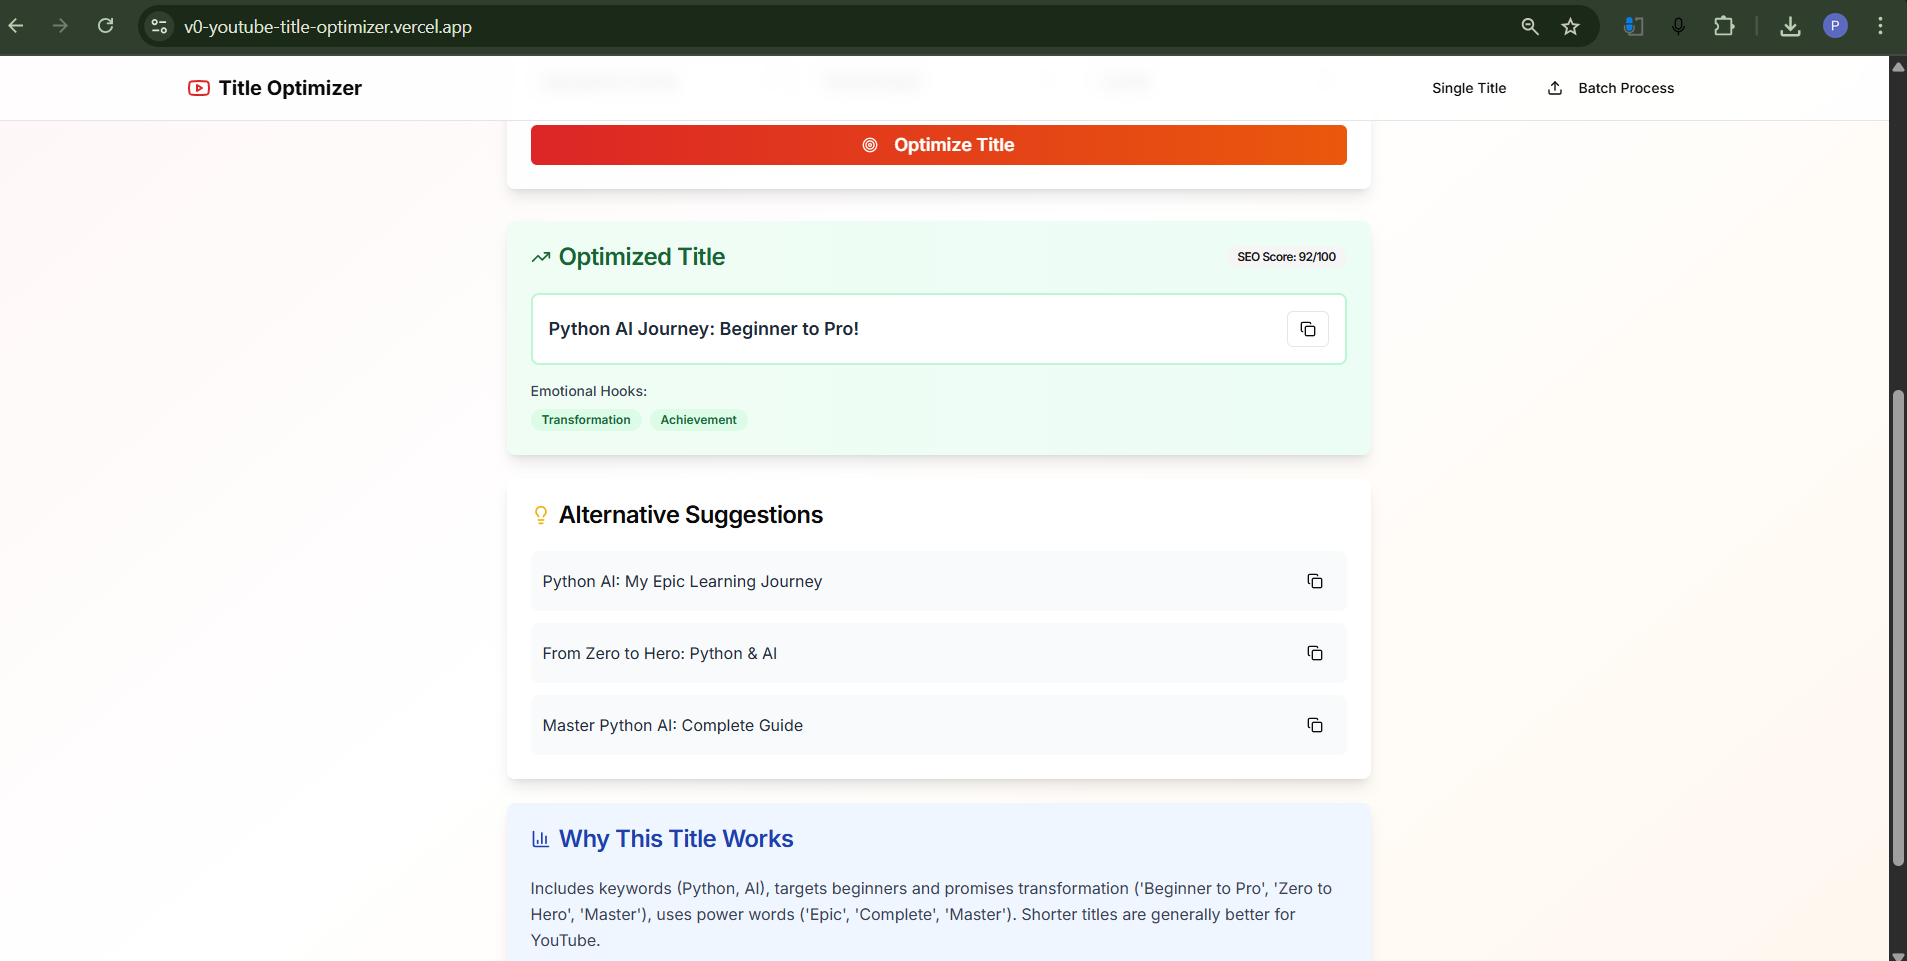 v0-youtube-title-optimizer.vercel.app
P
Title Optimizer
Single Title
Batch Process
Optimize Title
Optimized Title
SEO Score: 92/100
Python AI Journey: Beginner to Pro!
Emotional Hooks:
Transformation
Achievement
Alternative Suggestions
Python AI: My Epic Learning Journey
From Zero to Hero: Python & AI
Master Python AI: Complete Guide
Why This Title Works
Includes keywords (Python, AI), targets beginners and promises transformation ('Beginner to Pro', 'Zero to
Hero', 'Master'), uses power words ('Epic', 'Complete', 'Master'). Shorter titles are generally better for
YouTube.